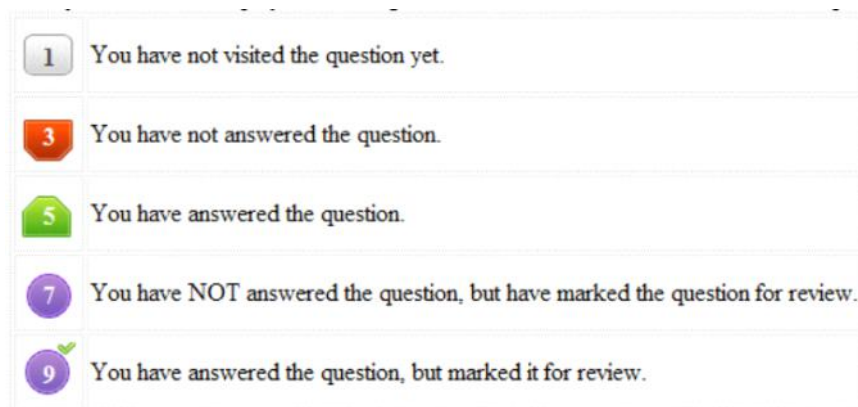 1 You have not visited the question yet.
3 You have not answered the question.
5 You have answered the question.
7 You have NOT answered the question, but have marked the question for review.
9 You have answered the question, but marked it for review.